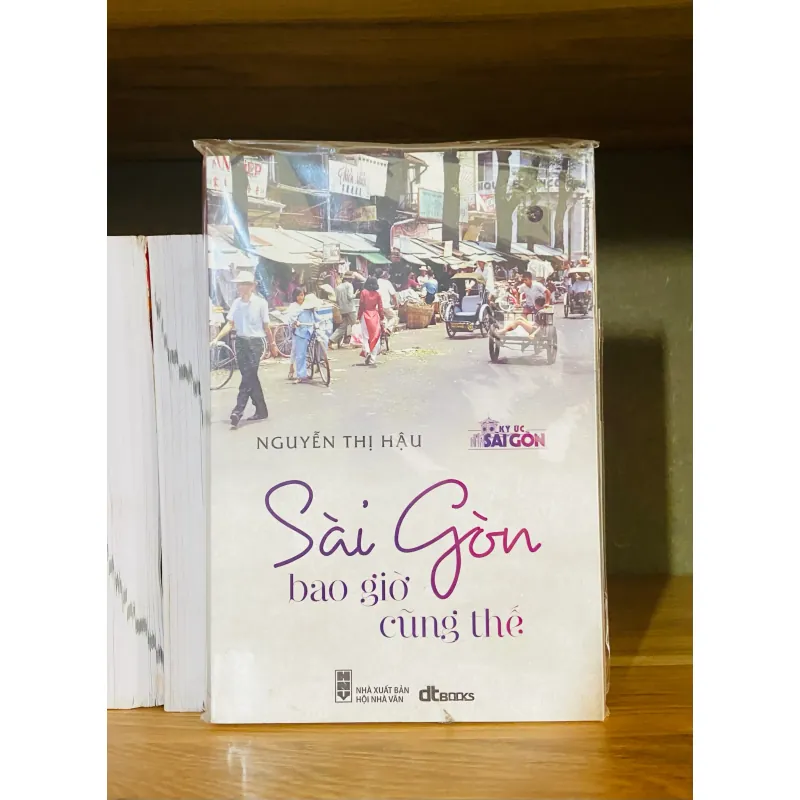 NGUYỄN THỊ HẬU
KÝ ỨC
SÀI GÒN
Sài Gòn
bao giờ
cũng thế
NHÀ XUẤT BẢN
HỘI NHÀ VĂN
dtBOOKS